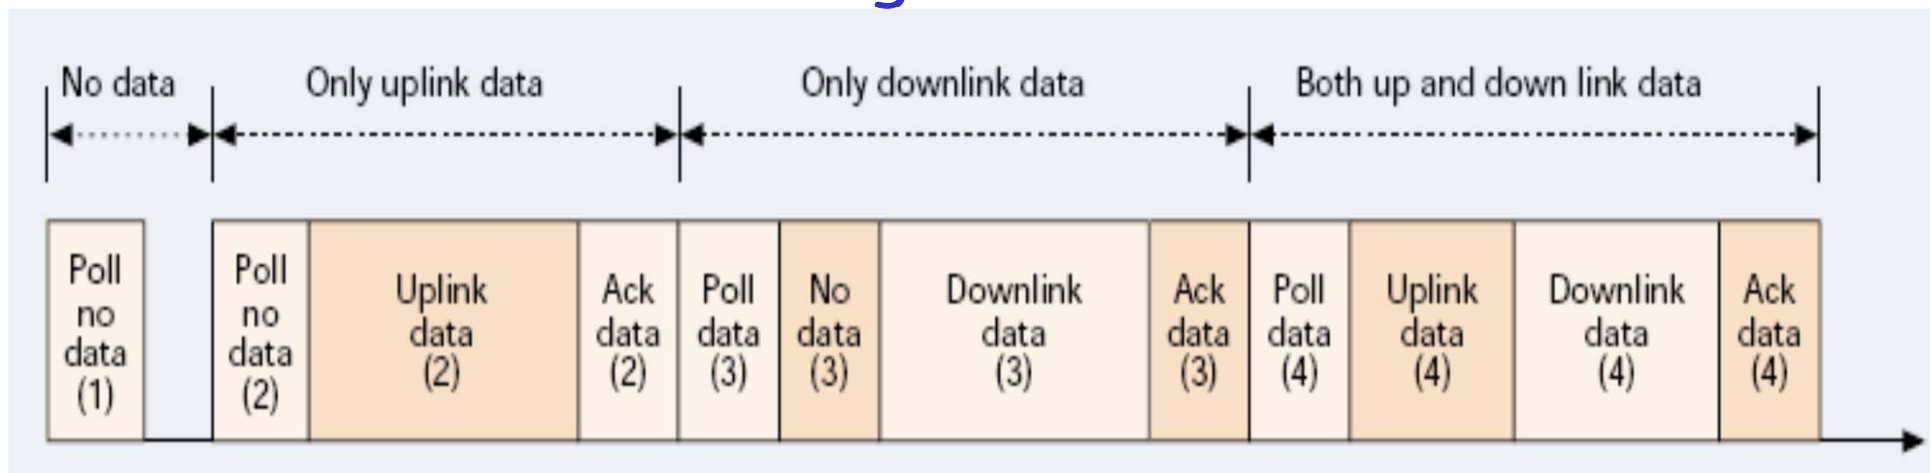 No data
Only uplink data
Only downlink data
Both up and down link data
Poll
no
data
(1)
Poll
no
data
(2)
Uplink
data
(2)
Ack
data
(2)
Poll
data
(3)
No
data
(3)
Downlink
data
(3)
Ack
data
(3)
Poll
data
(4)
Uplink
data
(4)
Downlink
data
(4)
Ack
data
(4)